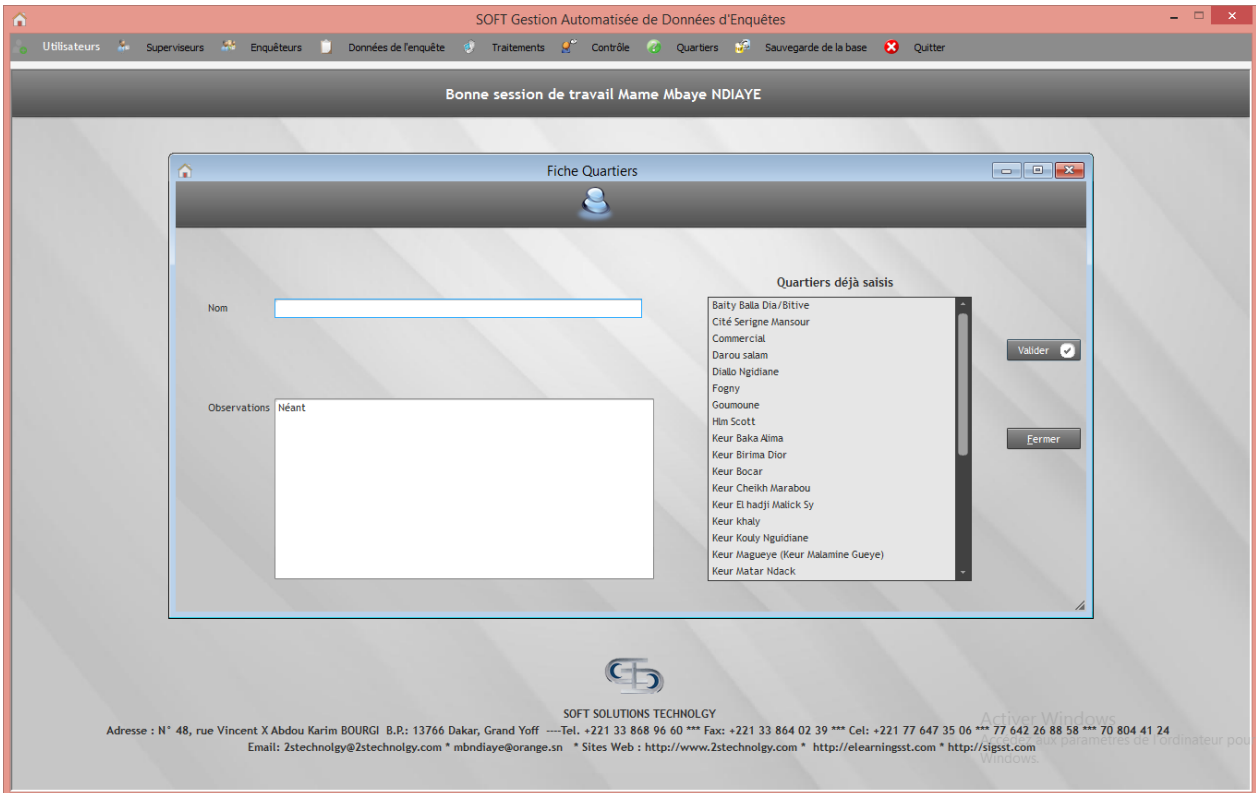 SOFT Gestion Automatisée de Données d'Enquêtes
Utilisateurs Superviseurs Enquêteurs Données de l'enquête Traitements Contrôle Quartiers Sauvegarde de la base Quitter
Bonne session de travail Mame Mbaye NDIAYE
Fiche Quartiers
Quartiers déjà saisis
Nom
Baity Balla Dia/Bitive
Cité Serigne Mansour
Commercial
Darou salam
Valider
Diallo Ngidiane
Fogny
Observations Néant
Goumoune
Hlm Scott
Keur Baka Alima
Fermer
Keur Birima Dior
Keur Bocar
Keur Cheikh Marabou
Keur El hadji Malick Sy
Keur khaly
Keur Kouly Nguidiane
Keur Magueye (Keur Malamine Gueye)
Keur Matar Ndack
SOFT SOLUTIONS TECHNOLGY
Adresse : N° 48, rue Vincent X Abdou Karim BOURGI B.P.: 13766 Dakar, Grand Yoff ----Tel. +221 33 868 96 60 *** Fax: +221 33 864 02 39 *** Cel: +221 77 647 35 06 *** 77 642 26 88 58 *** 70 804 41 24
Email: 2stechnolgy@2stechnolgy.com * mbndiaye@orange.sn * Sites Web : http://www.2stechnolgy.com * http://elearningsst.com * http://sigsst.com
Activer Windows
Accédez aux paramètres de l'ordinateur pou
Windows.